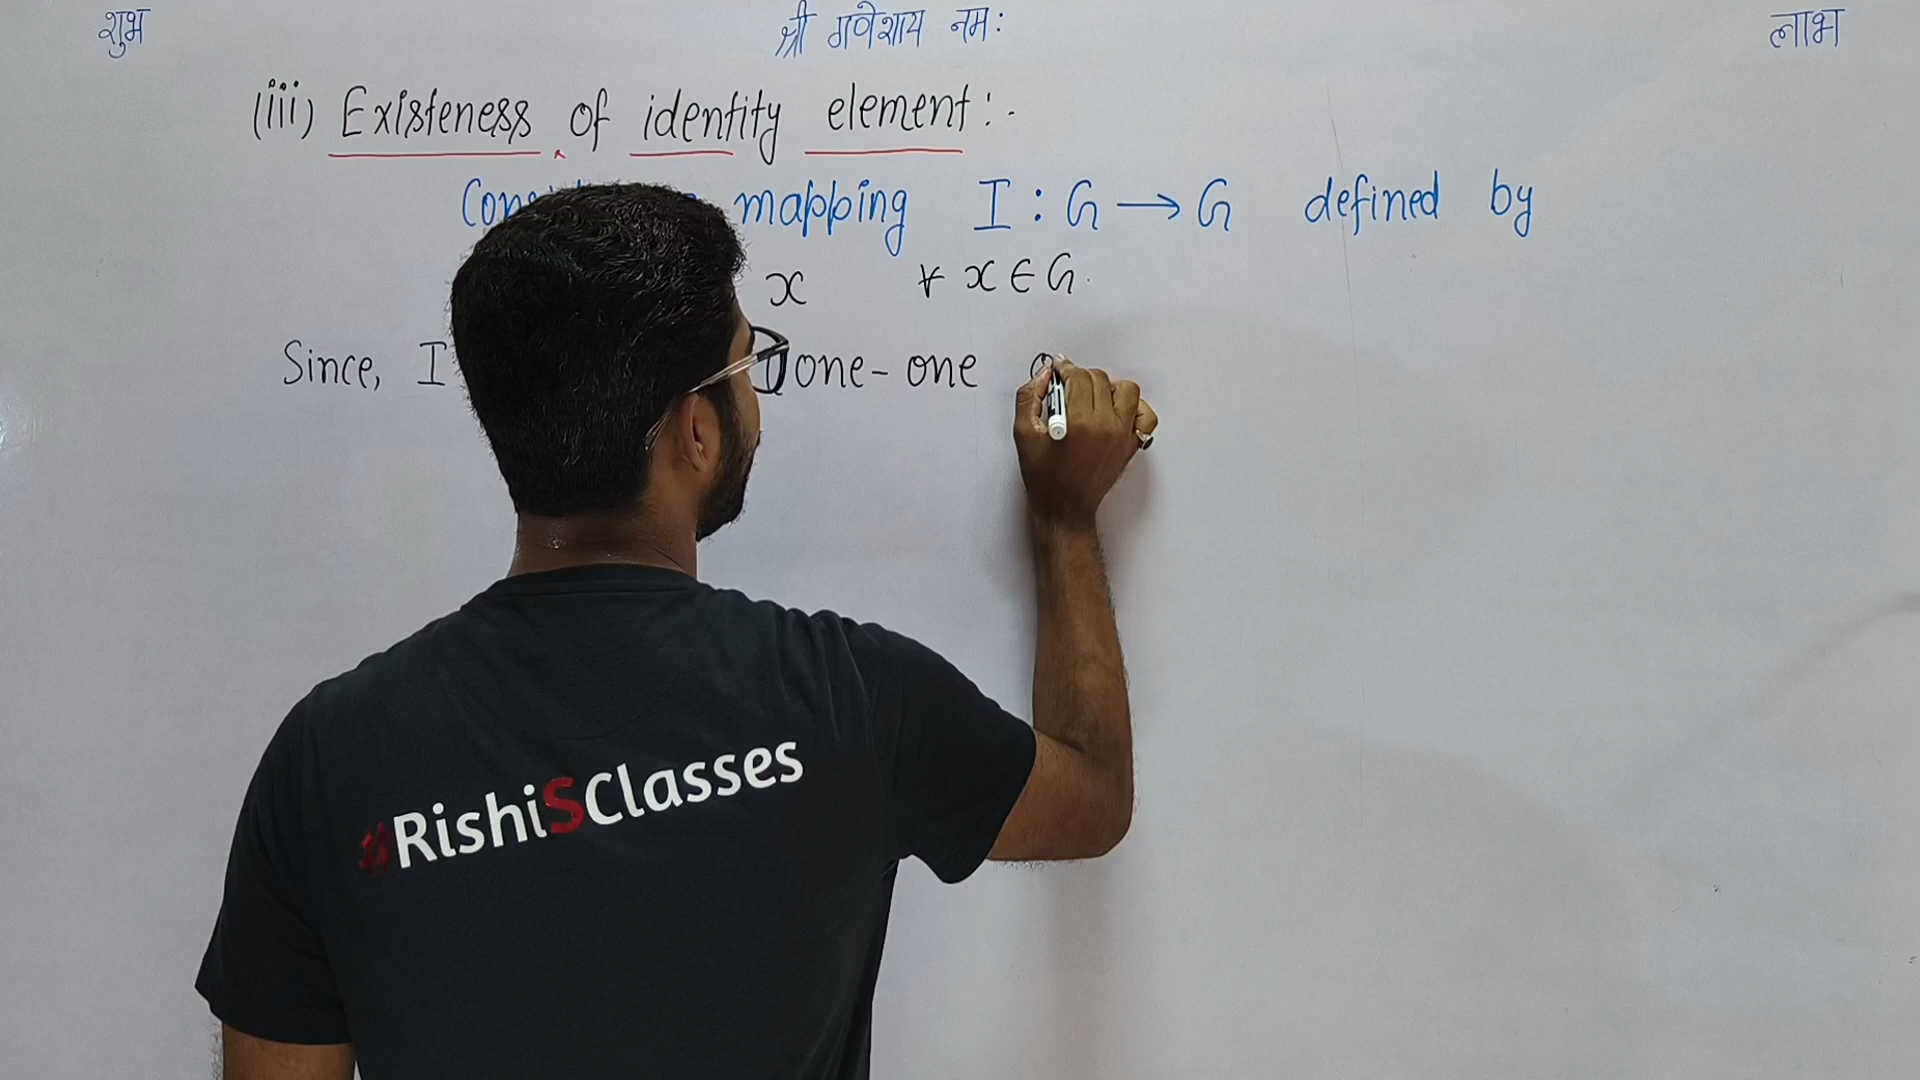 शुभ श्री गणेशाय नमः लाभ
(iii) Existeness of identity element :-
mapping I : G → G defined by
x ∀ x ∈ G.
Since, I one-one
#RishiSClasses